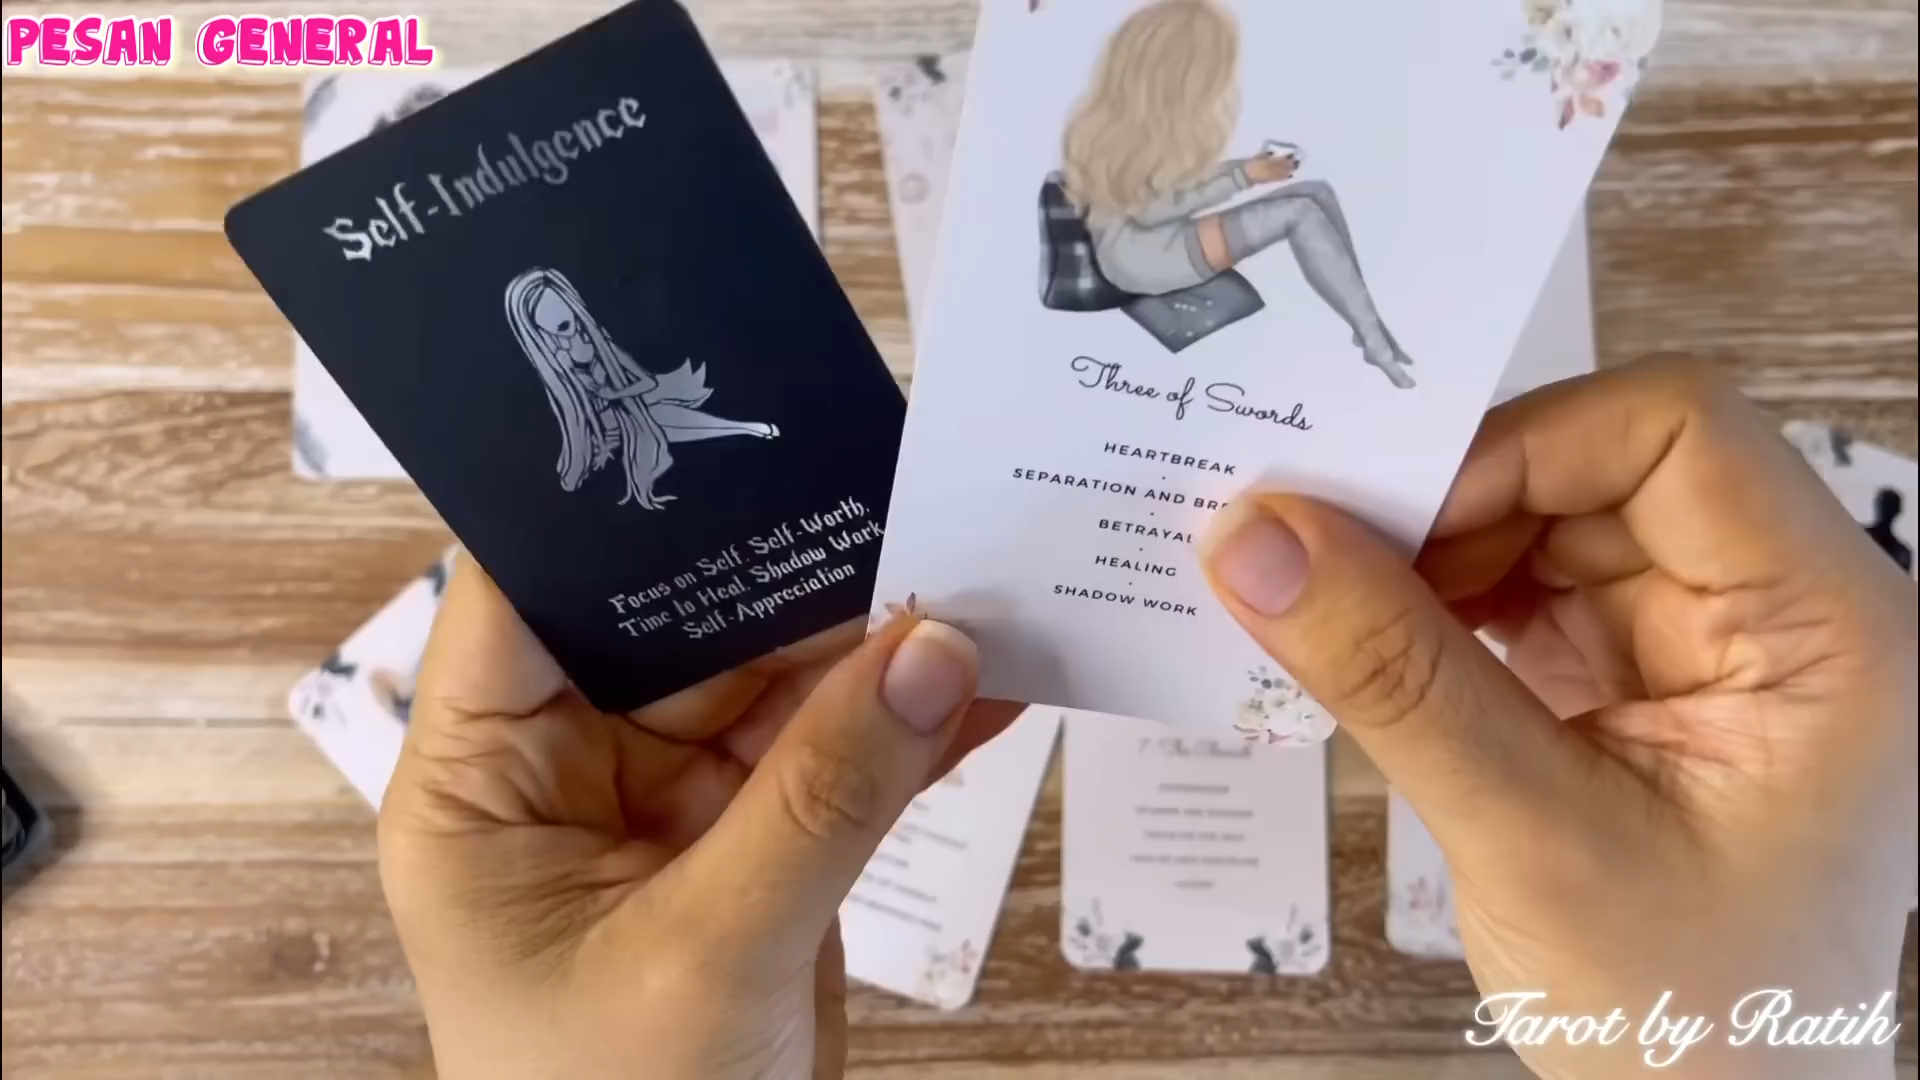 PESAN GENERAL
Self-Indulgence
Focus on Self, Self-Worth,
Time to Heal, Shadow Work,
Self-Appreciation
Three of Swords
HEARTBREAK
SEPARATION AND
BETRAYAL
HEALING
SHADOW WORK
Tarot by Ratih